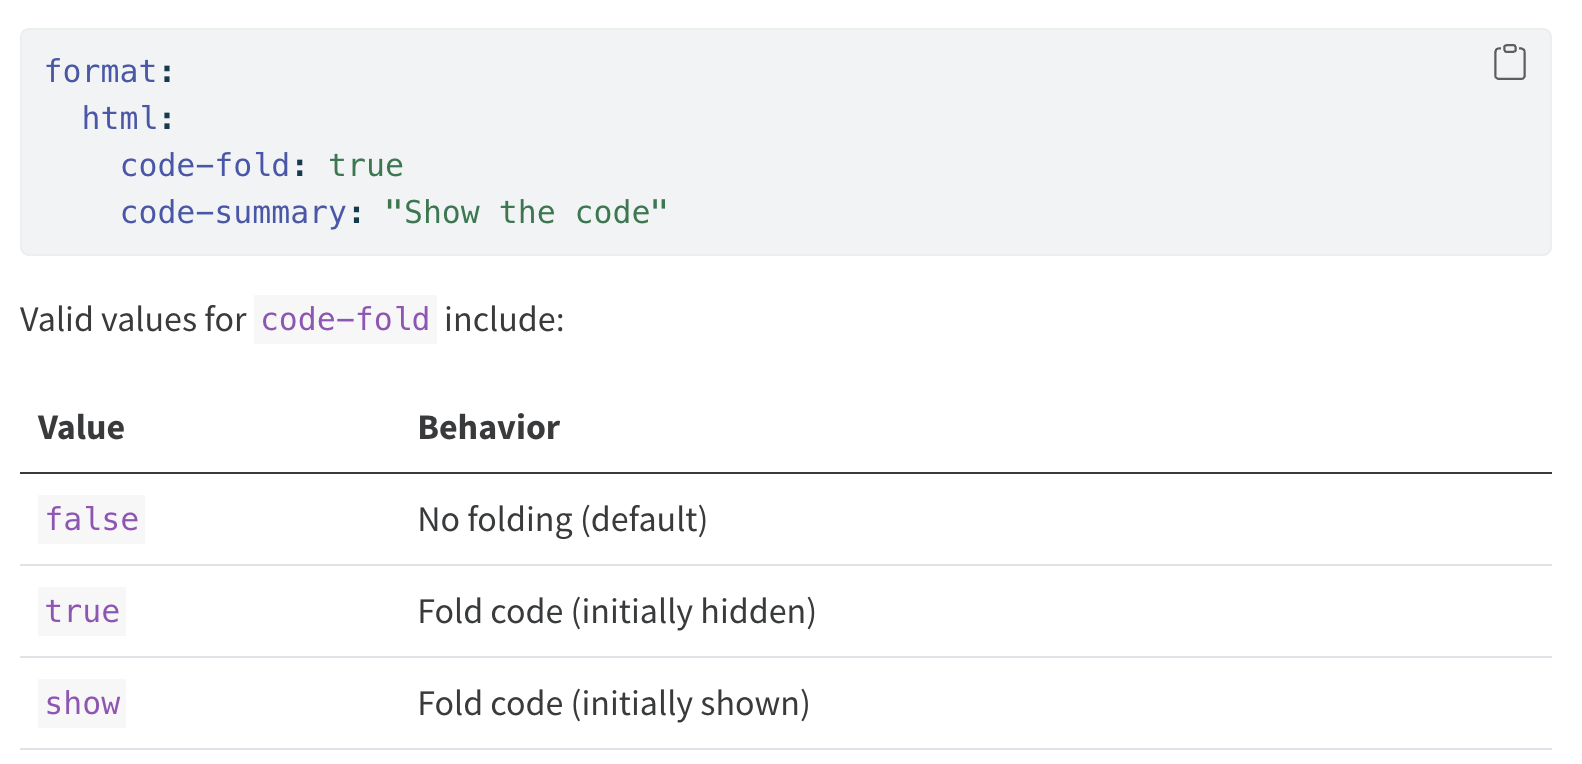 format:
  html:
    code-fold: true
    code-summary: "Show the code"
Valid values for code-fold include:
Value Behavior
false No folding (default)
true Fold code (initially hidden)
show Fold code (initially shown)